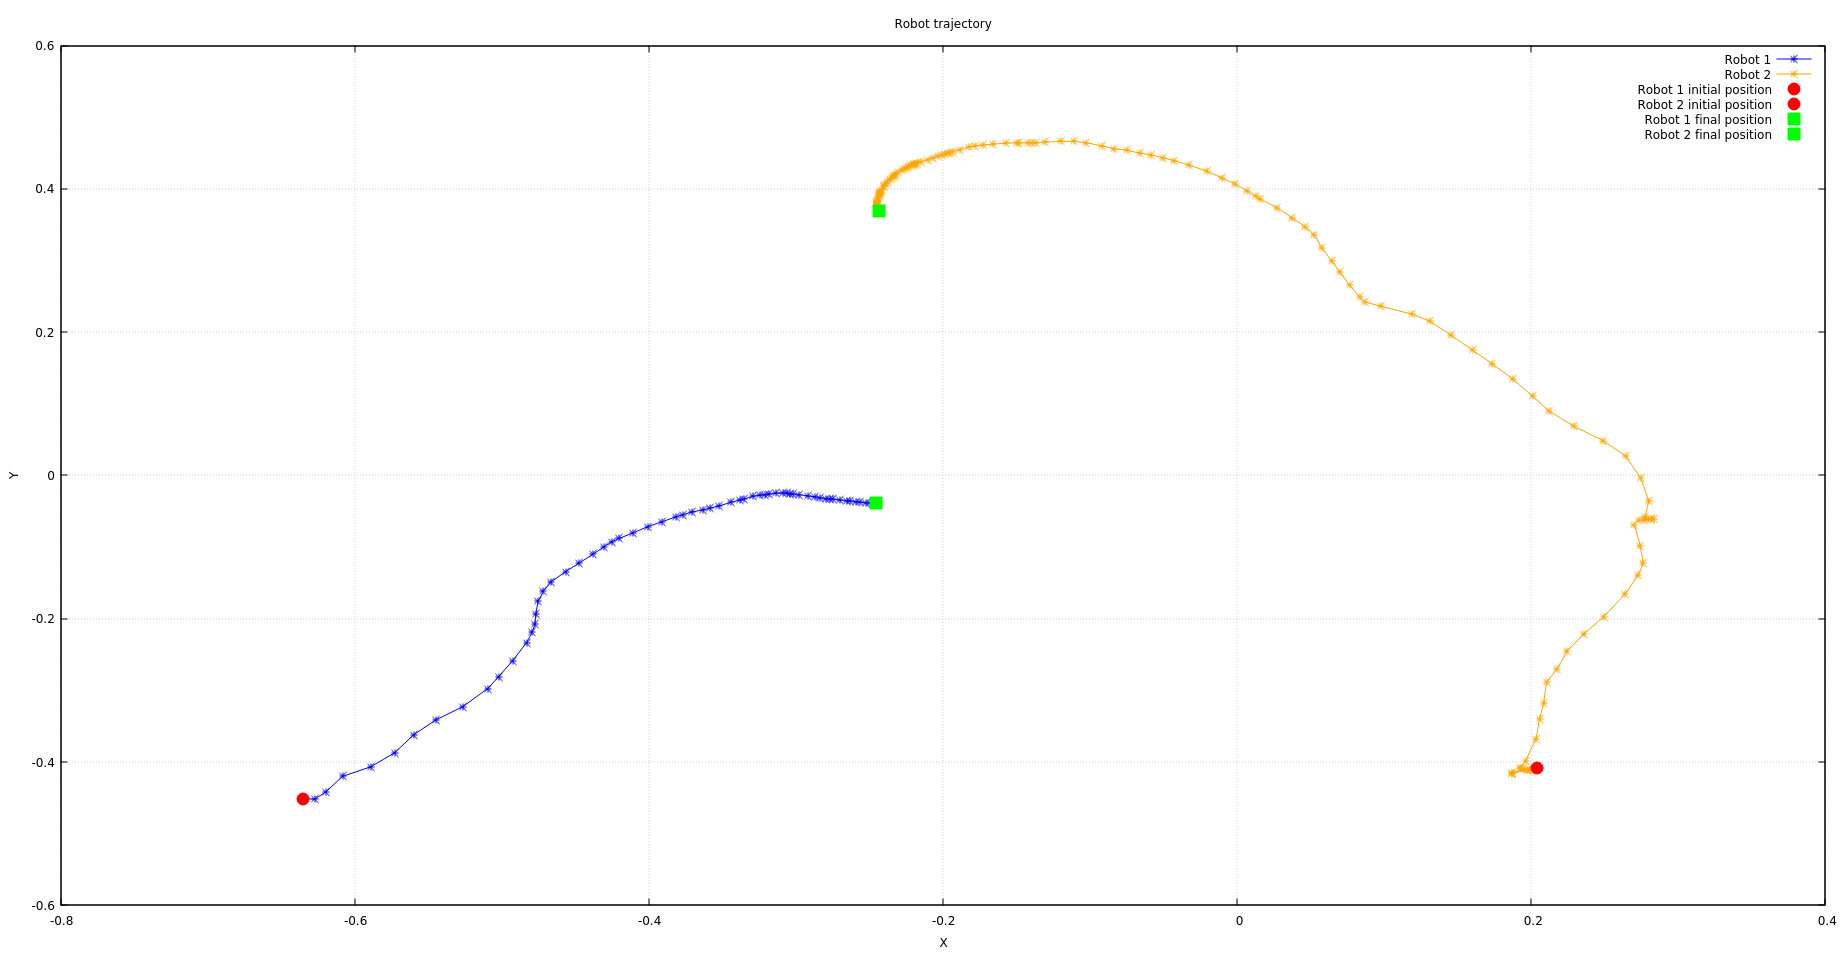 Robot trajectory
0.6
Robot 1
Robot 2
Robot 1 initial position
Robot 2 initial position
Robot 1 final position
Robot 2 final position
0.4
0.2
Y
0
-0.2
-0.4
-0.6
-0.8 -0.6 -0.4 -0.2 0 0.2 0.4
X